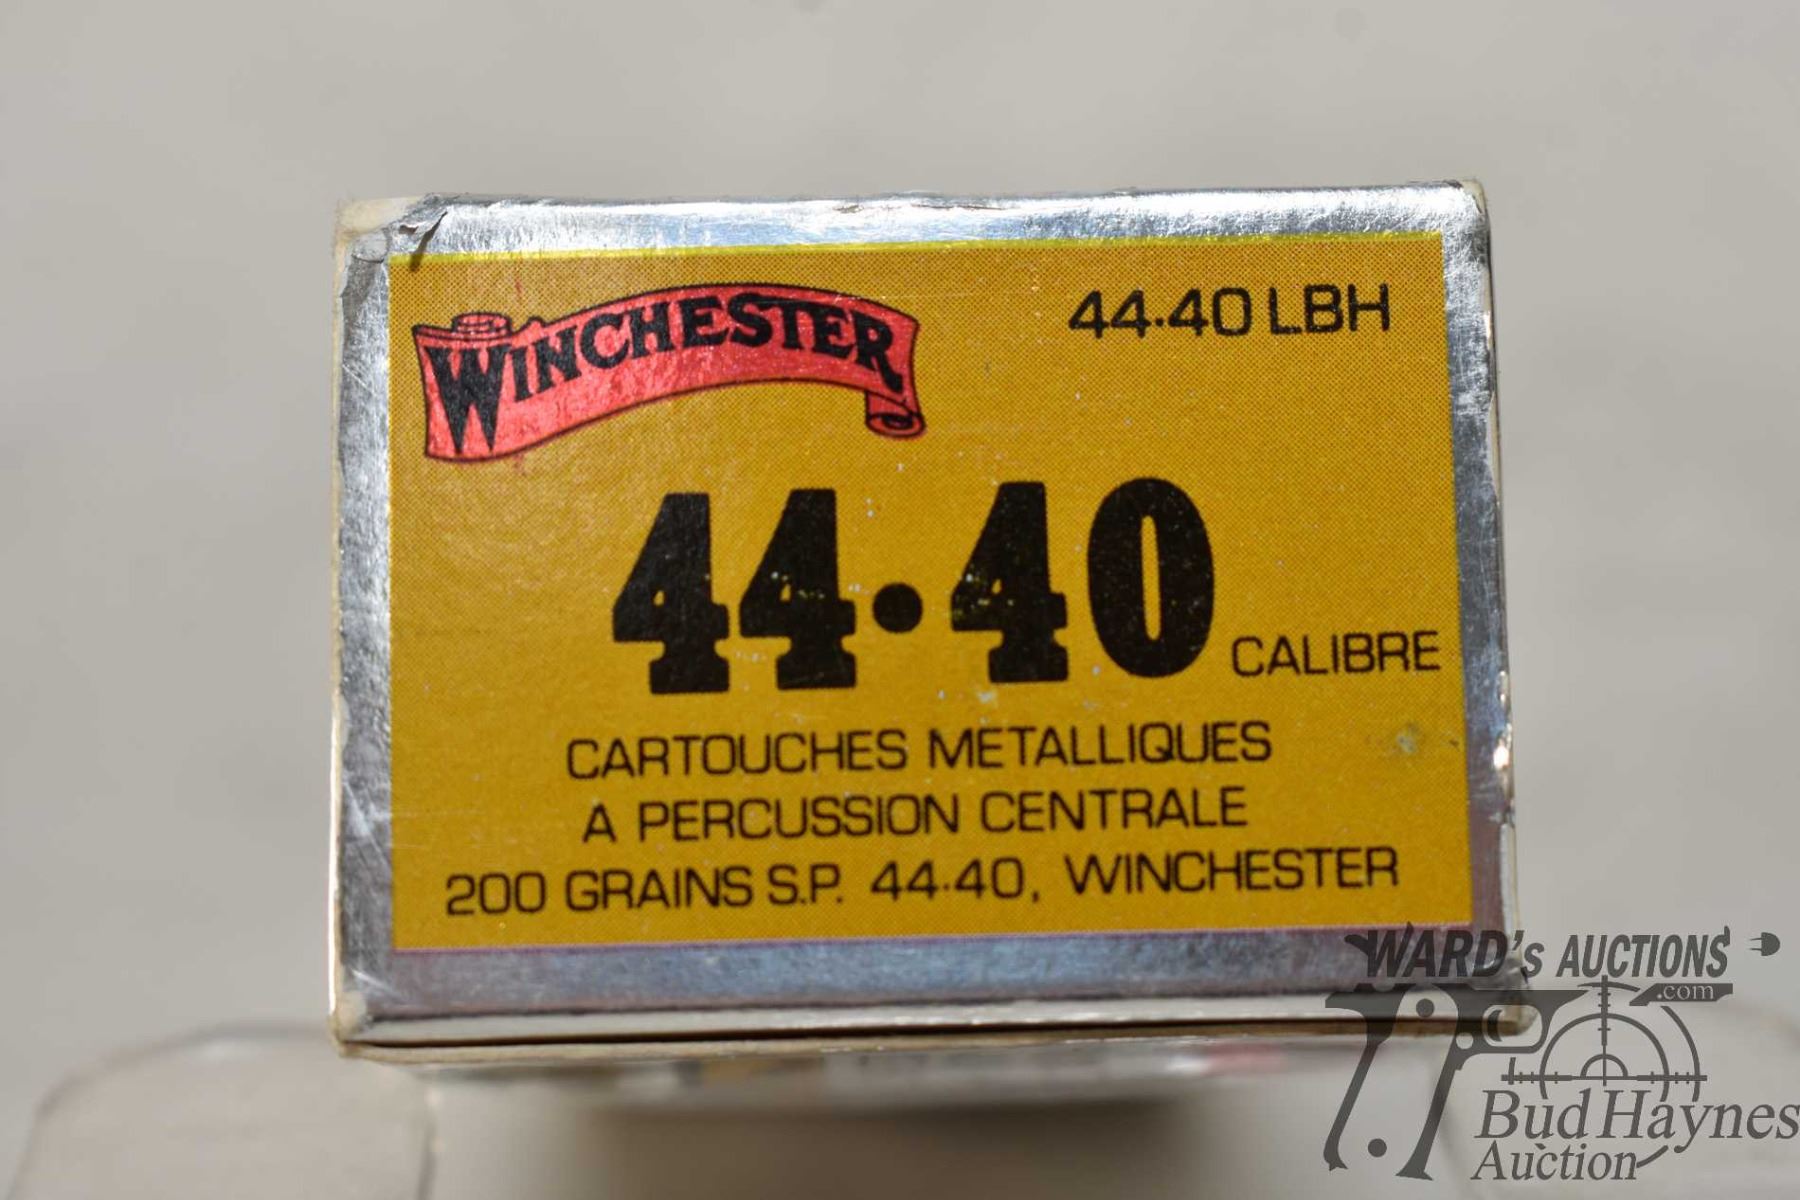 WINCHESTER
44·40 LBH
44·40 CALIBRE
CARTOUCHES METALLIQUES
A PERCUSSION CENTRALE
200 GRAINS S.P. 44·40, WINCHESTER
WARD's AUCTIONS
.com
Bud Haynes
Auction